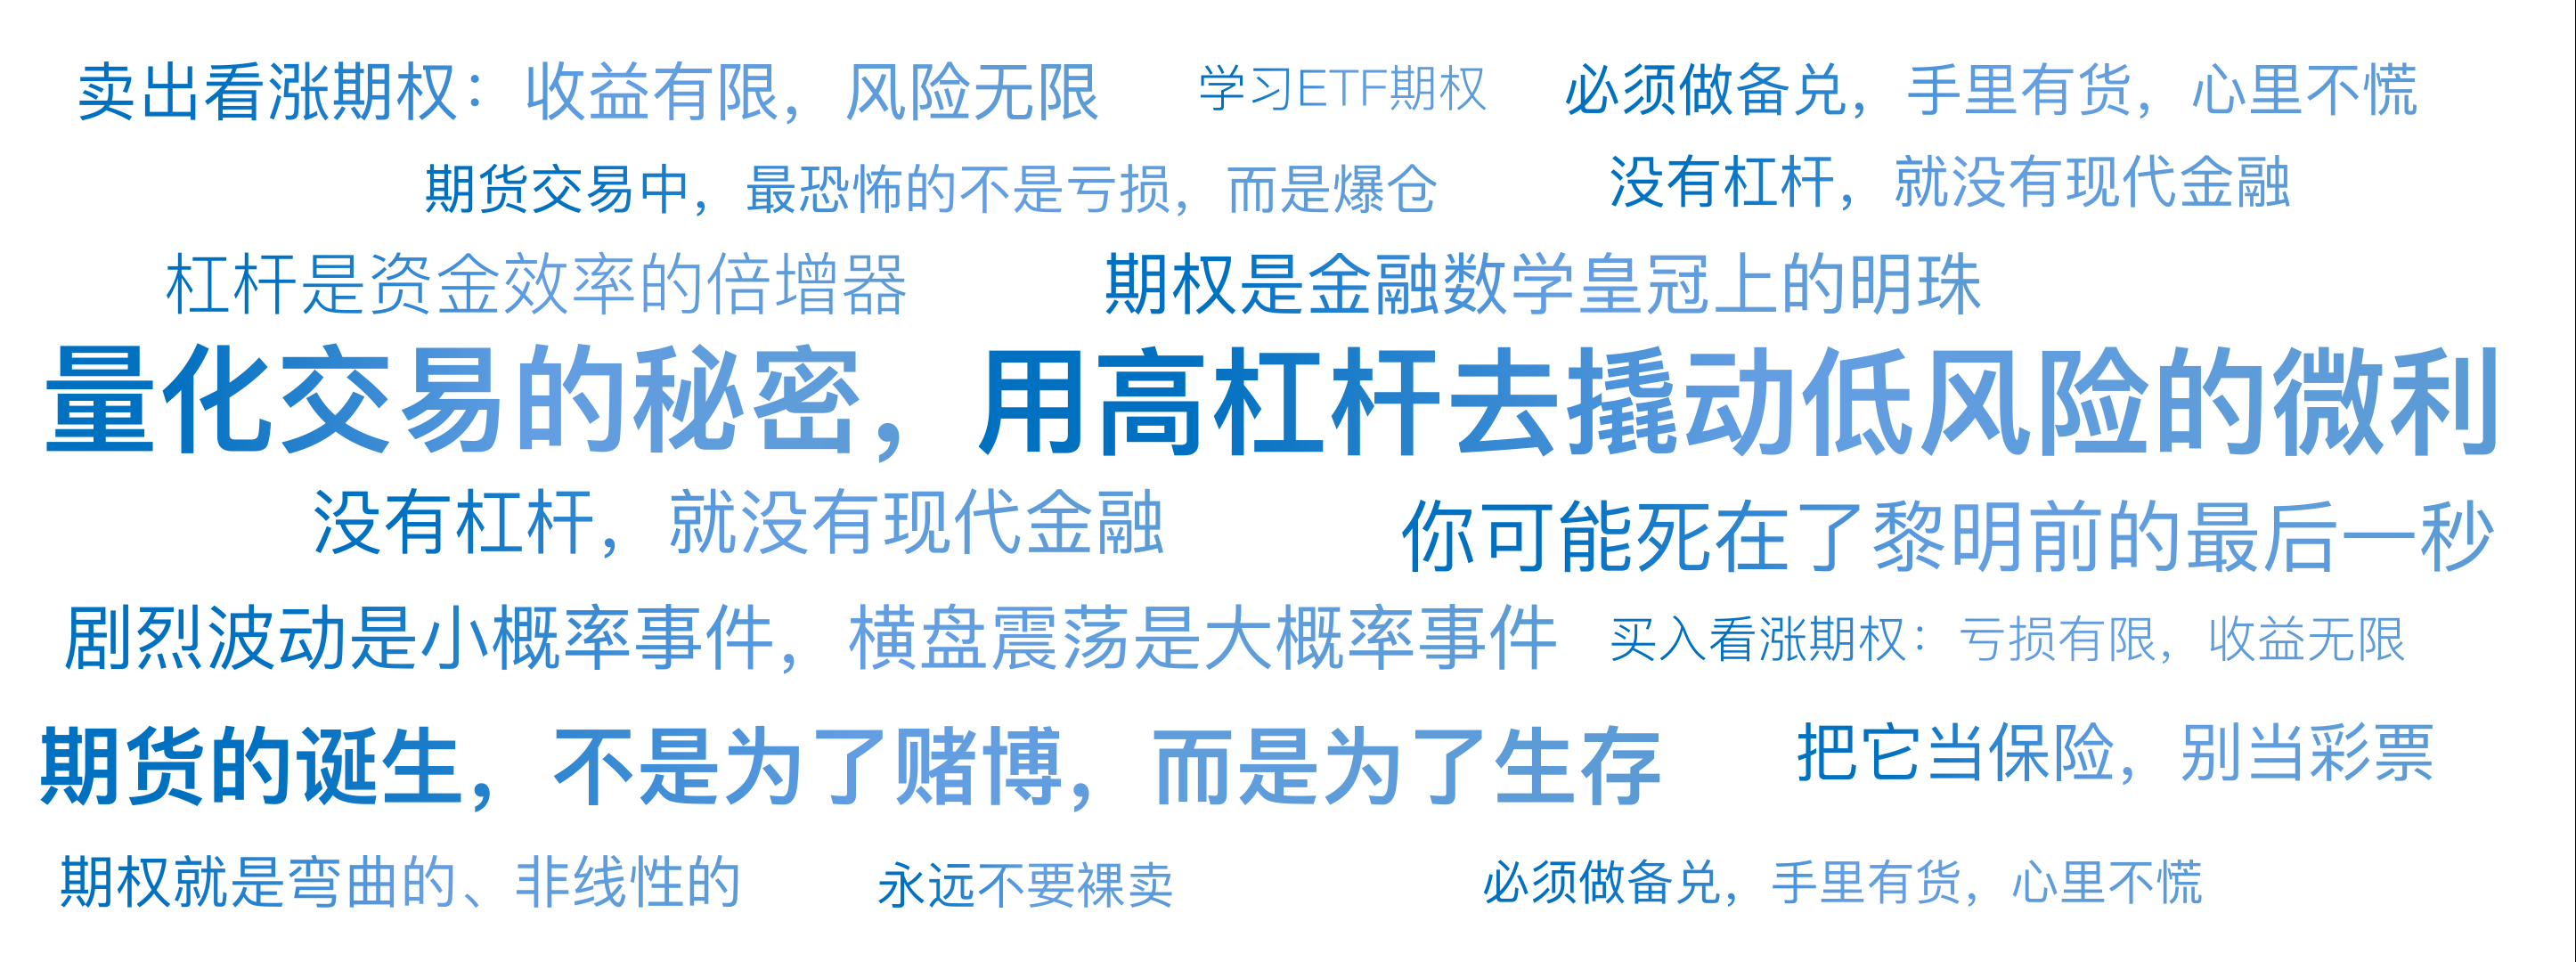 卖出看涨期权：收益有限，风险无限
学习ETF期权
必须做备兑，手里有货，心里不慌
期货交易中，最恐怖的不是亏损，而是爆仓
没有杠杆，就没有现代金融
杠杆是资金效率的倍增器
期权是金融数学皇冠上的明珠
量化交易的秘密，用高杠杆去撬动低风险的微利
没有杠杆，就没有现代金融
你可能死在了黎明前的最后一秒
剧烈波动是小概率事件，横盘震荡是大概率事件
买入看涨期权：亏损有限，收益无限
期货的诞生，不是为了赌博，而是为了生存
把它当保险，别当彩票
期权就是弯曲的、非线性的
永远不要裸卖
必须做备兑，手里有货，心里不慌